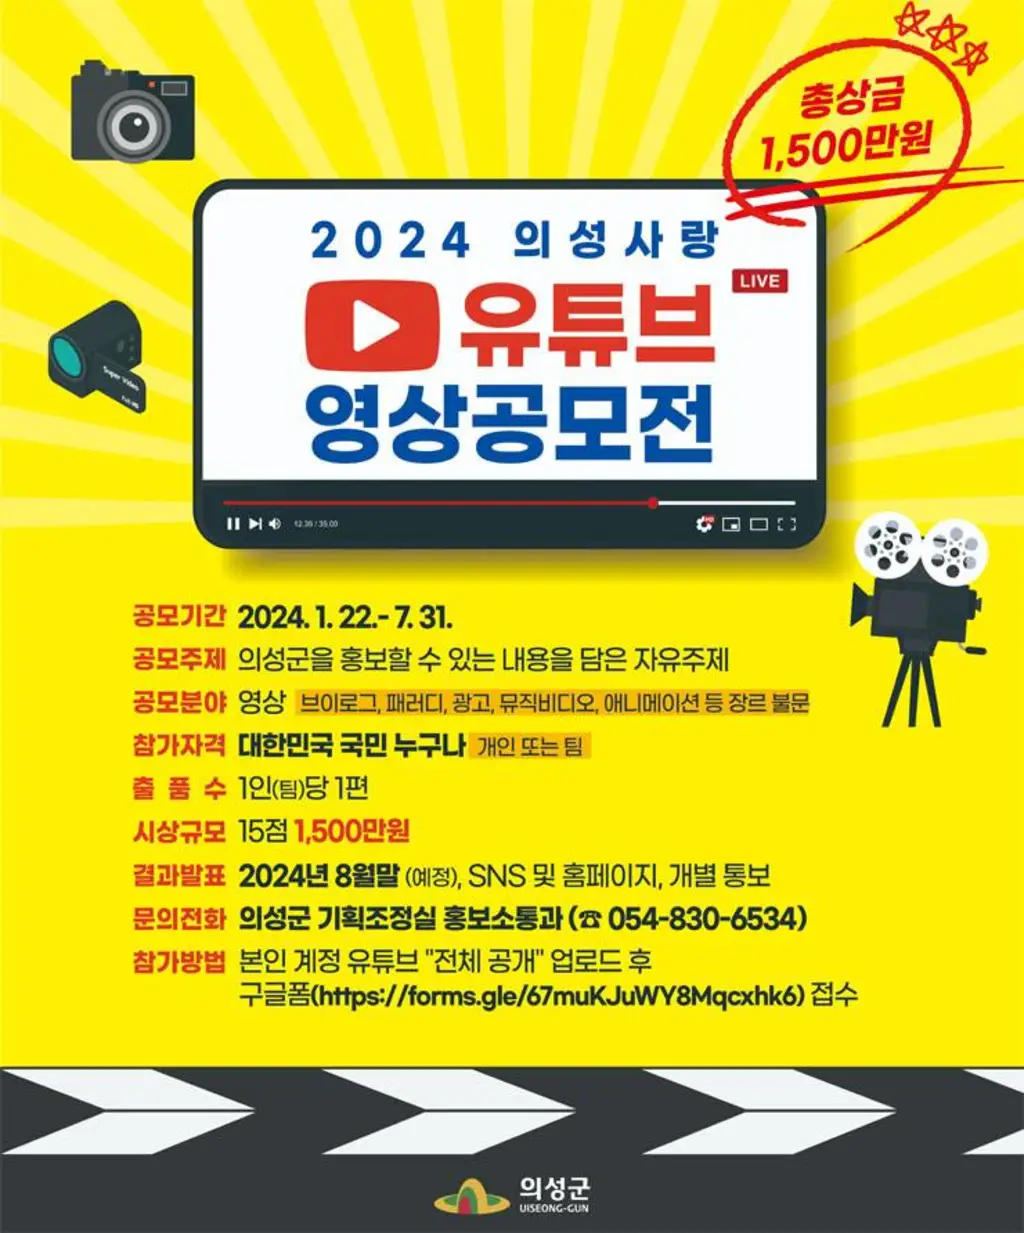 총상금
1,500만원
2024 의성사랑
LIVE
유튜브
영상공모전
12.35 / 35.00
HD
Super Video
Full HD
공모기간 2024. 1. 22.- 7. 31.
공모주제 의성군을 홍보할 수 있는 내용을 담은 자유주제
공모분야 영상 브이로그, 패러디, 광고, 뮤직비디오, 애니메이션 등 장르 불문
참가자격 대한민국 국민 누구나 개인 또는 팀
출 품 수 1인(팀)당 1편
시상규모 15점 1,500만원
결과발표 2024년 8월말 (예정), SNS 및 홈페이지, 개별 통보
문의전화 의성군 기획조정실 홍보소통과 (☎ 054-830-6534)
참가방법 본인 계정 유튜브 "전체 공개" 업로드 후
구글폼(https://forms.gle/67muKJuWY8Mqcxhk6) 접수
의성군
UISEONG-GUN